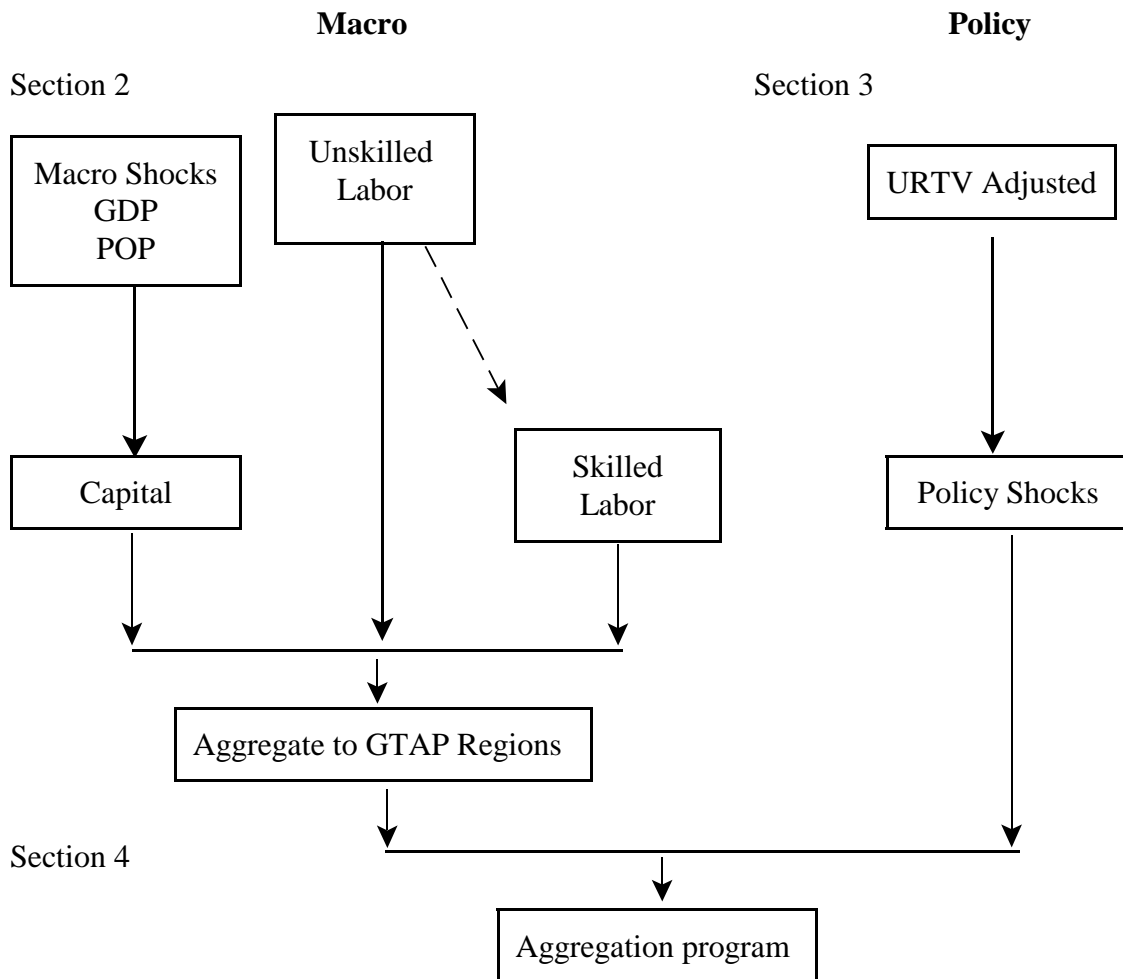 Macro
Policy
Section 2
Section 3
Macro Shocks
GDP
POP
Unskilled
Labor
URTV Adjusted
Capital
Skilled
Labor
Policy Shocks
Aggregate to GTAP Regions
Section 4
Aggregation program